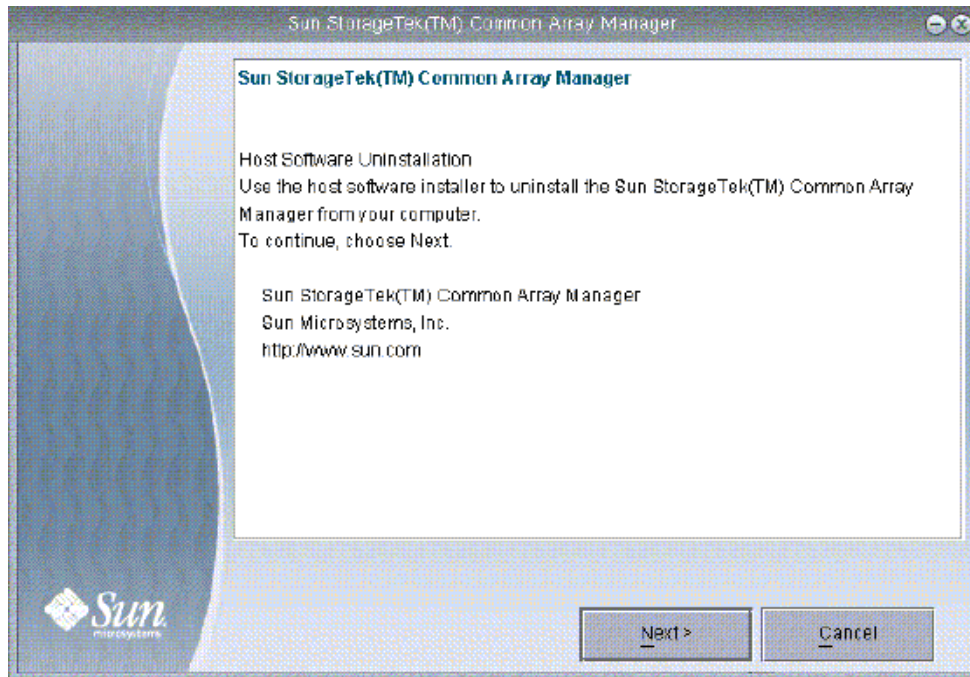 Sun StorageTek(TM) Common Array Manager
Sun StorageTek(TM) Common Array Manager
Host Software Uninstallation
Use the host software installer to uninstall the Sun StorageTek(TM) Common Array
Manager from your computer.
To continue, choose Next.
Sun StorageTek(TM) Common Array Manager
Sun Microsystems, Inc.
http://www.sun.com
Sun
microsystems
Next >
Cancel